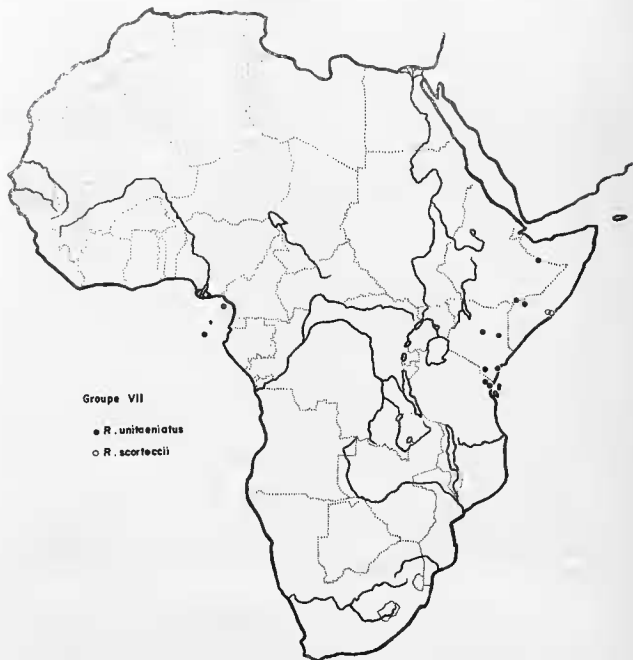 Groupe VII
● R. unitaeniatus
○ R. scorteccii